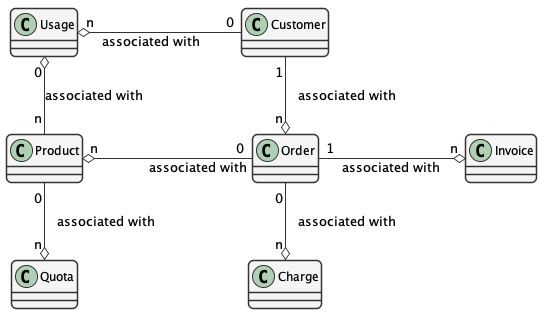 C Usage
n
0
C Customer
associated with
0
1
associated with
associated with
n
n
C Product
n
0
C Order
1
n
C Invoice
associated with
associated with
0
0
associated with
associated with
n
n
C Quota
C Charge